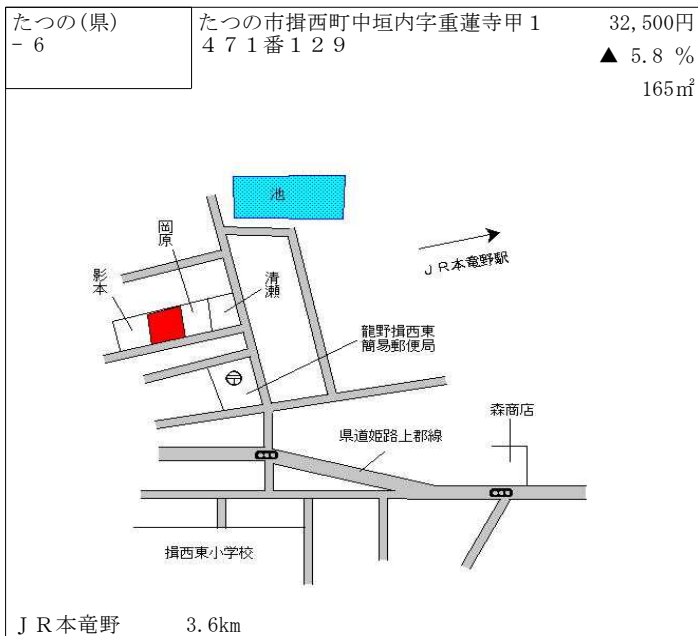 たつの(県)
- 6
たつの市揖西町中垣内字重蓮寺甲1
471番129
32,500円
▲ 5.8 %
165㎡
池
岡原
影本
清瀬
JR本竜野駅
龍野揖西東
簡易郵便局
〒
森商店
県道姫路上郡線
揖西東小学校
JR本竜野 3.6km